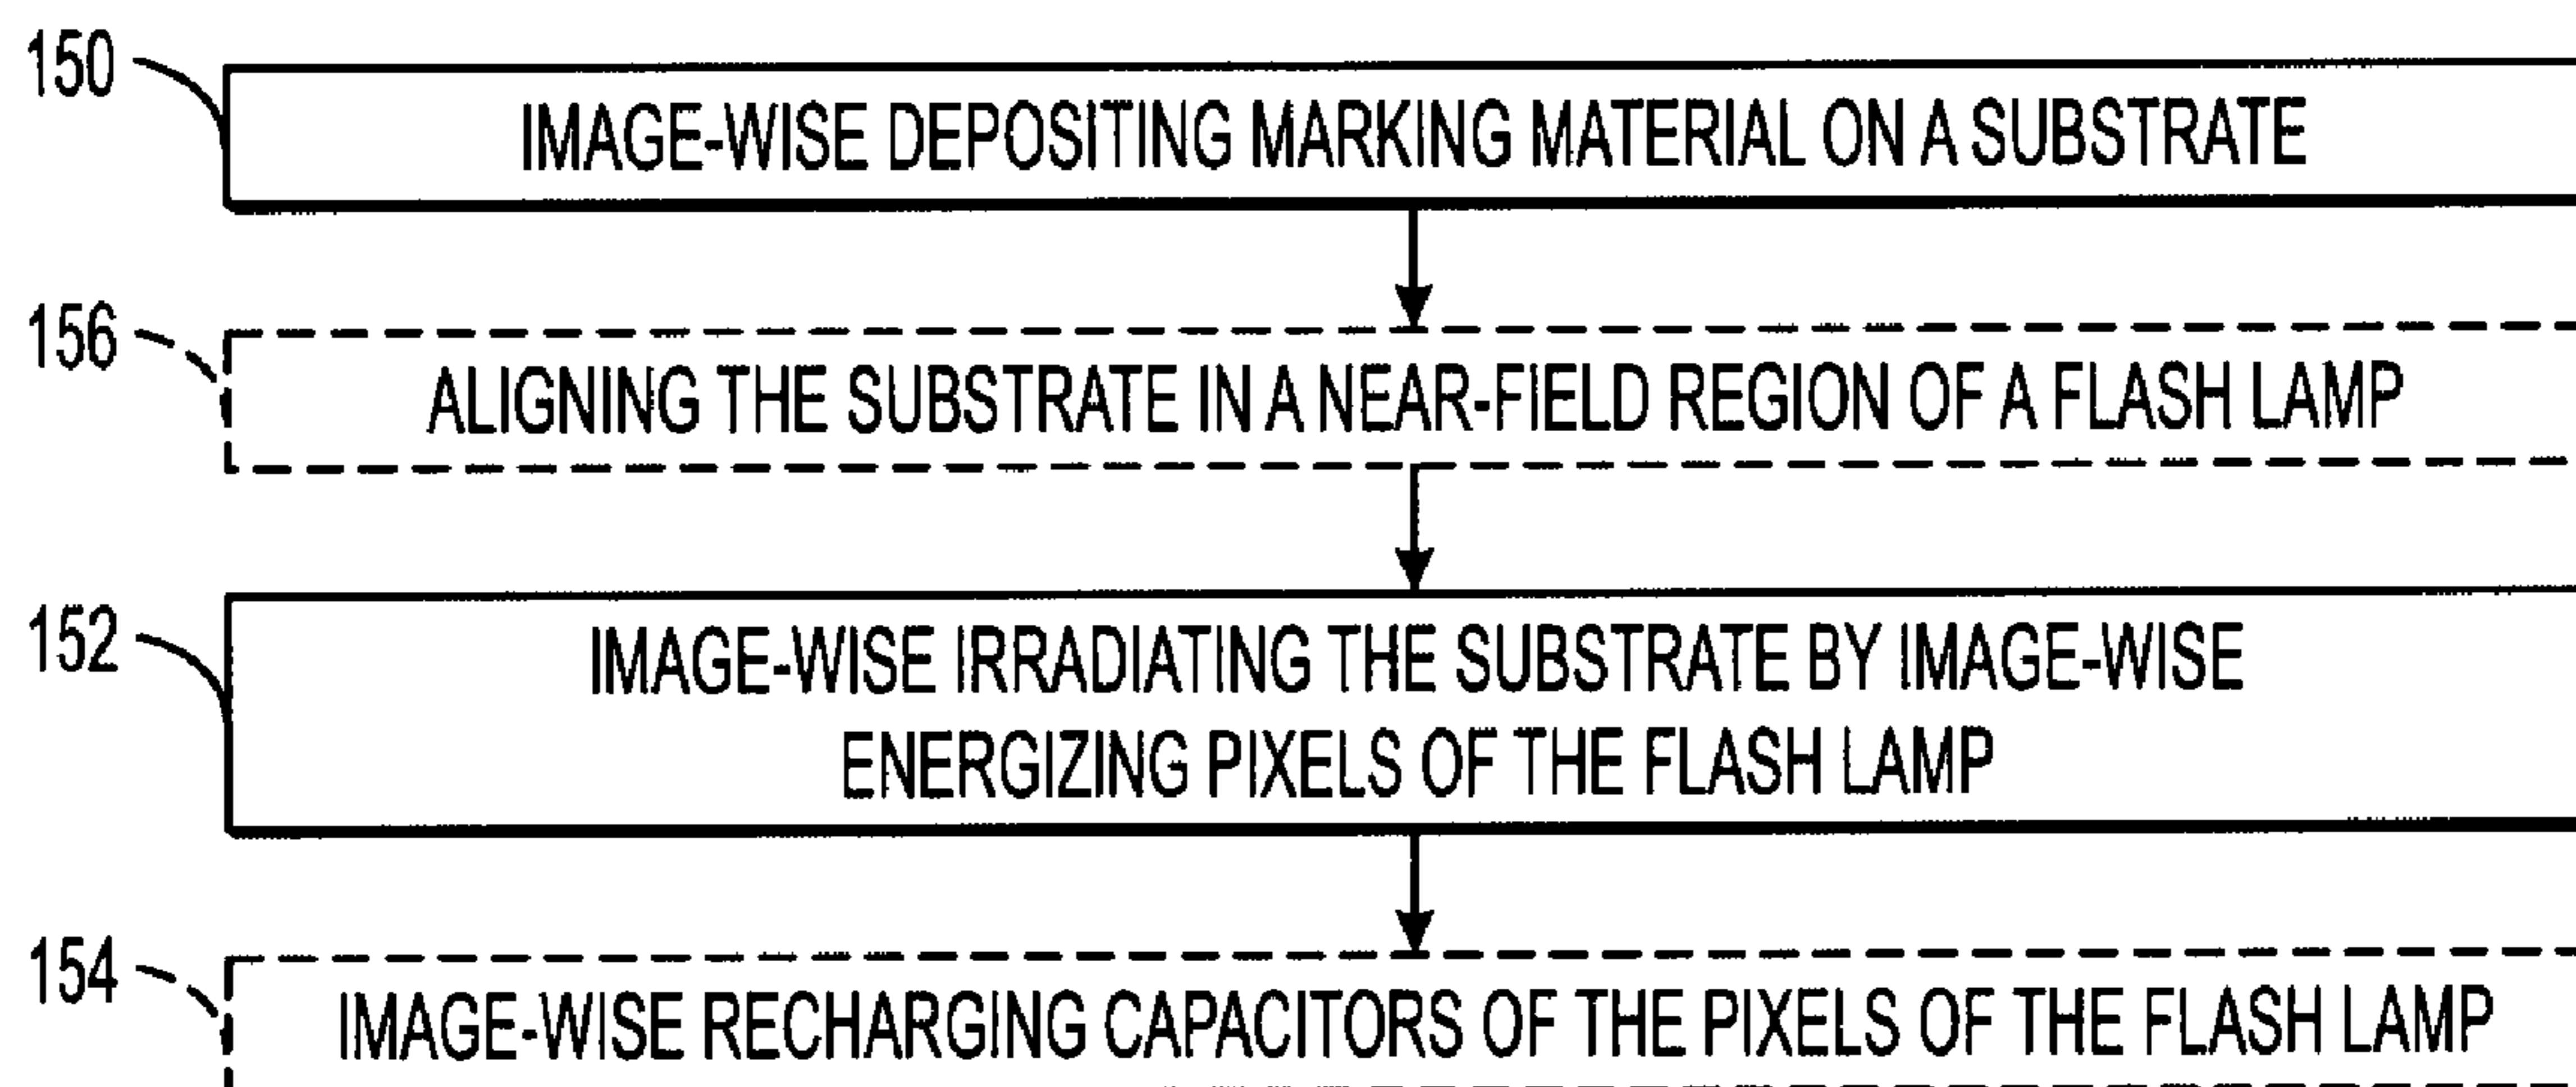 150
IMAGE-WISE DEPOSITING MARKING MATERIAL ON A SUBSTRATE
156
ALIGNING THE SUBSTRATE IN A NEAR-FIELD REGION OF A FLASH LAMP
152
IMAGE-WISE IRRADIATING THE SUBSTRATE BY IMAGE-WISE
ENERGIZING PIXELS OF THE FLASH LAMP
154
IMAGE-WISE RECHARGING CAPACITORS OF THE PIXELS OF THE FLASH LAMP